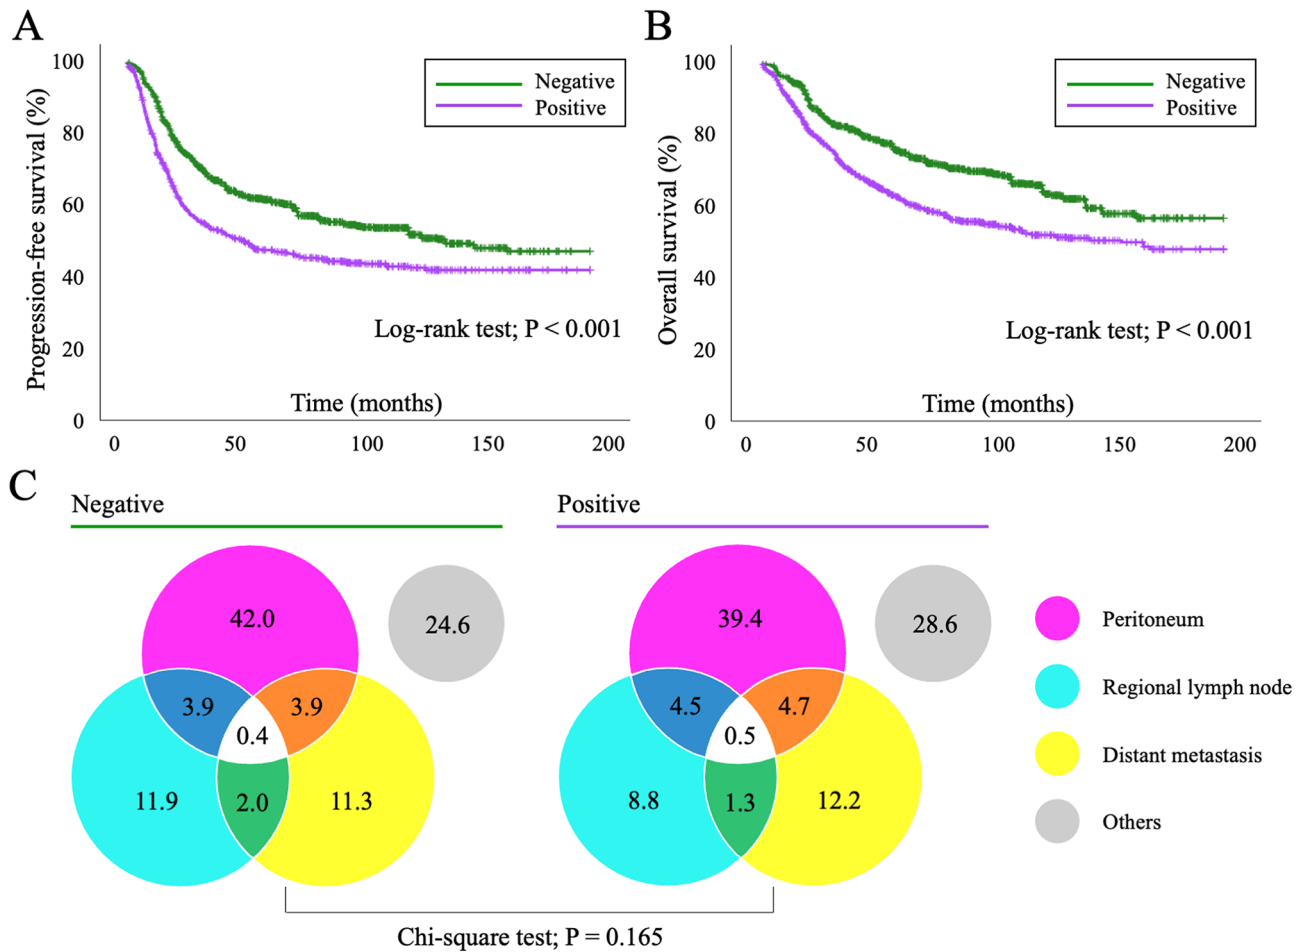 A
Progression-free survival (%)
100
80
60
40
20
0
Negative
Positive
Log-rank test; P < 0.001
Time (months)
0 50 100 150 200
B
Overall survival (%)
100
80
60
40
20
0
Negative
Positive
Log-rank test; P < 0.001
Time (months)
0 50 100 150 200
C
Negative
42.0
24.6
3.9 3.9
0.4
11.9 2.0 11.3
Positive
39.4
28.6
4.5 4.7
0.5
8.8 1.3 12.2
Peritoneum
Regional lymph node
Distant metastasis
Others
Chi-square test; P = 0.165